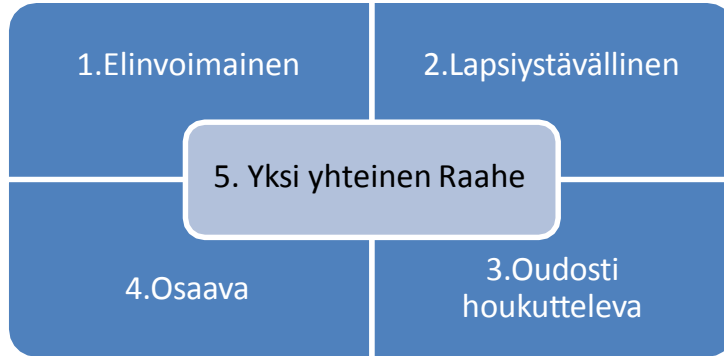 1.Elinvoimainen
2.Lapsiystävällinen
5. Yksi yhteinen Raahe
4.Osaava
3.Oudosti
houkutteleva